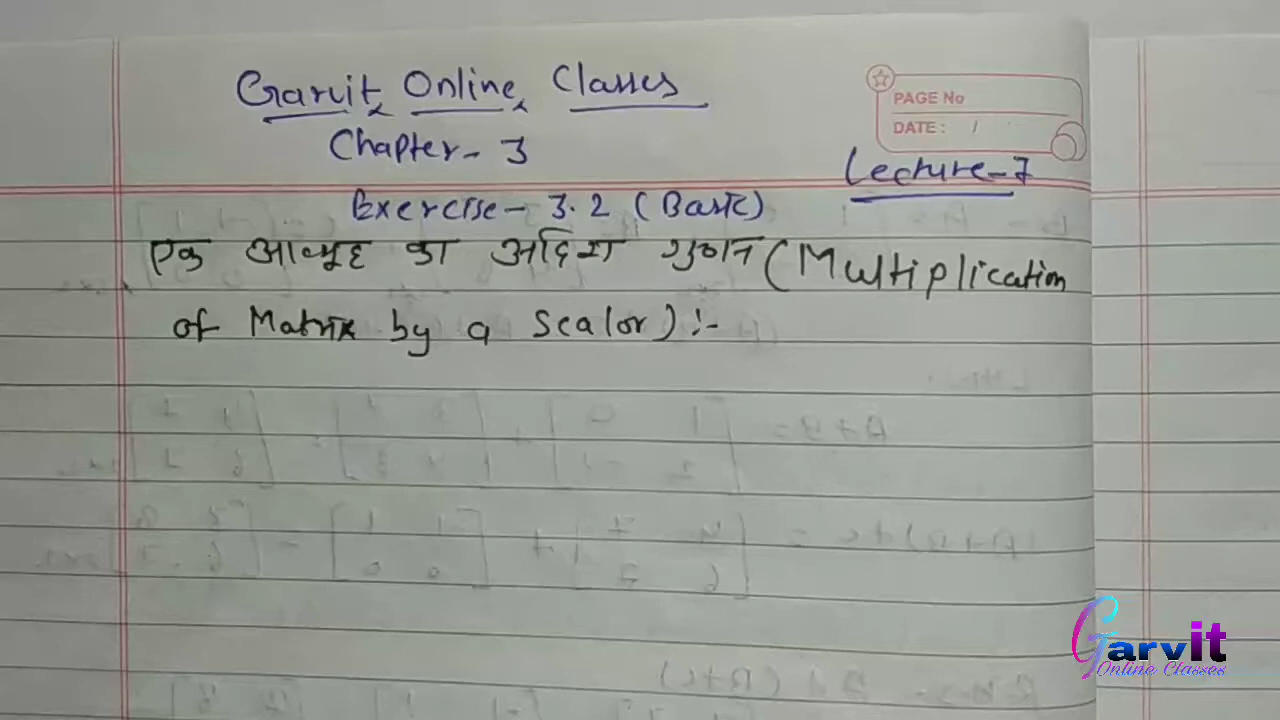 Garvit Online Classes
PAGE No
DATE: /
Chapter - 3
Lecture - 7
Exercise - 3.2 (Basic)
एक आव्यूह का अदिश गुणन (Multiplication
of Matrix by a Scalor) :-
Garvit
Online Classes